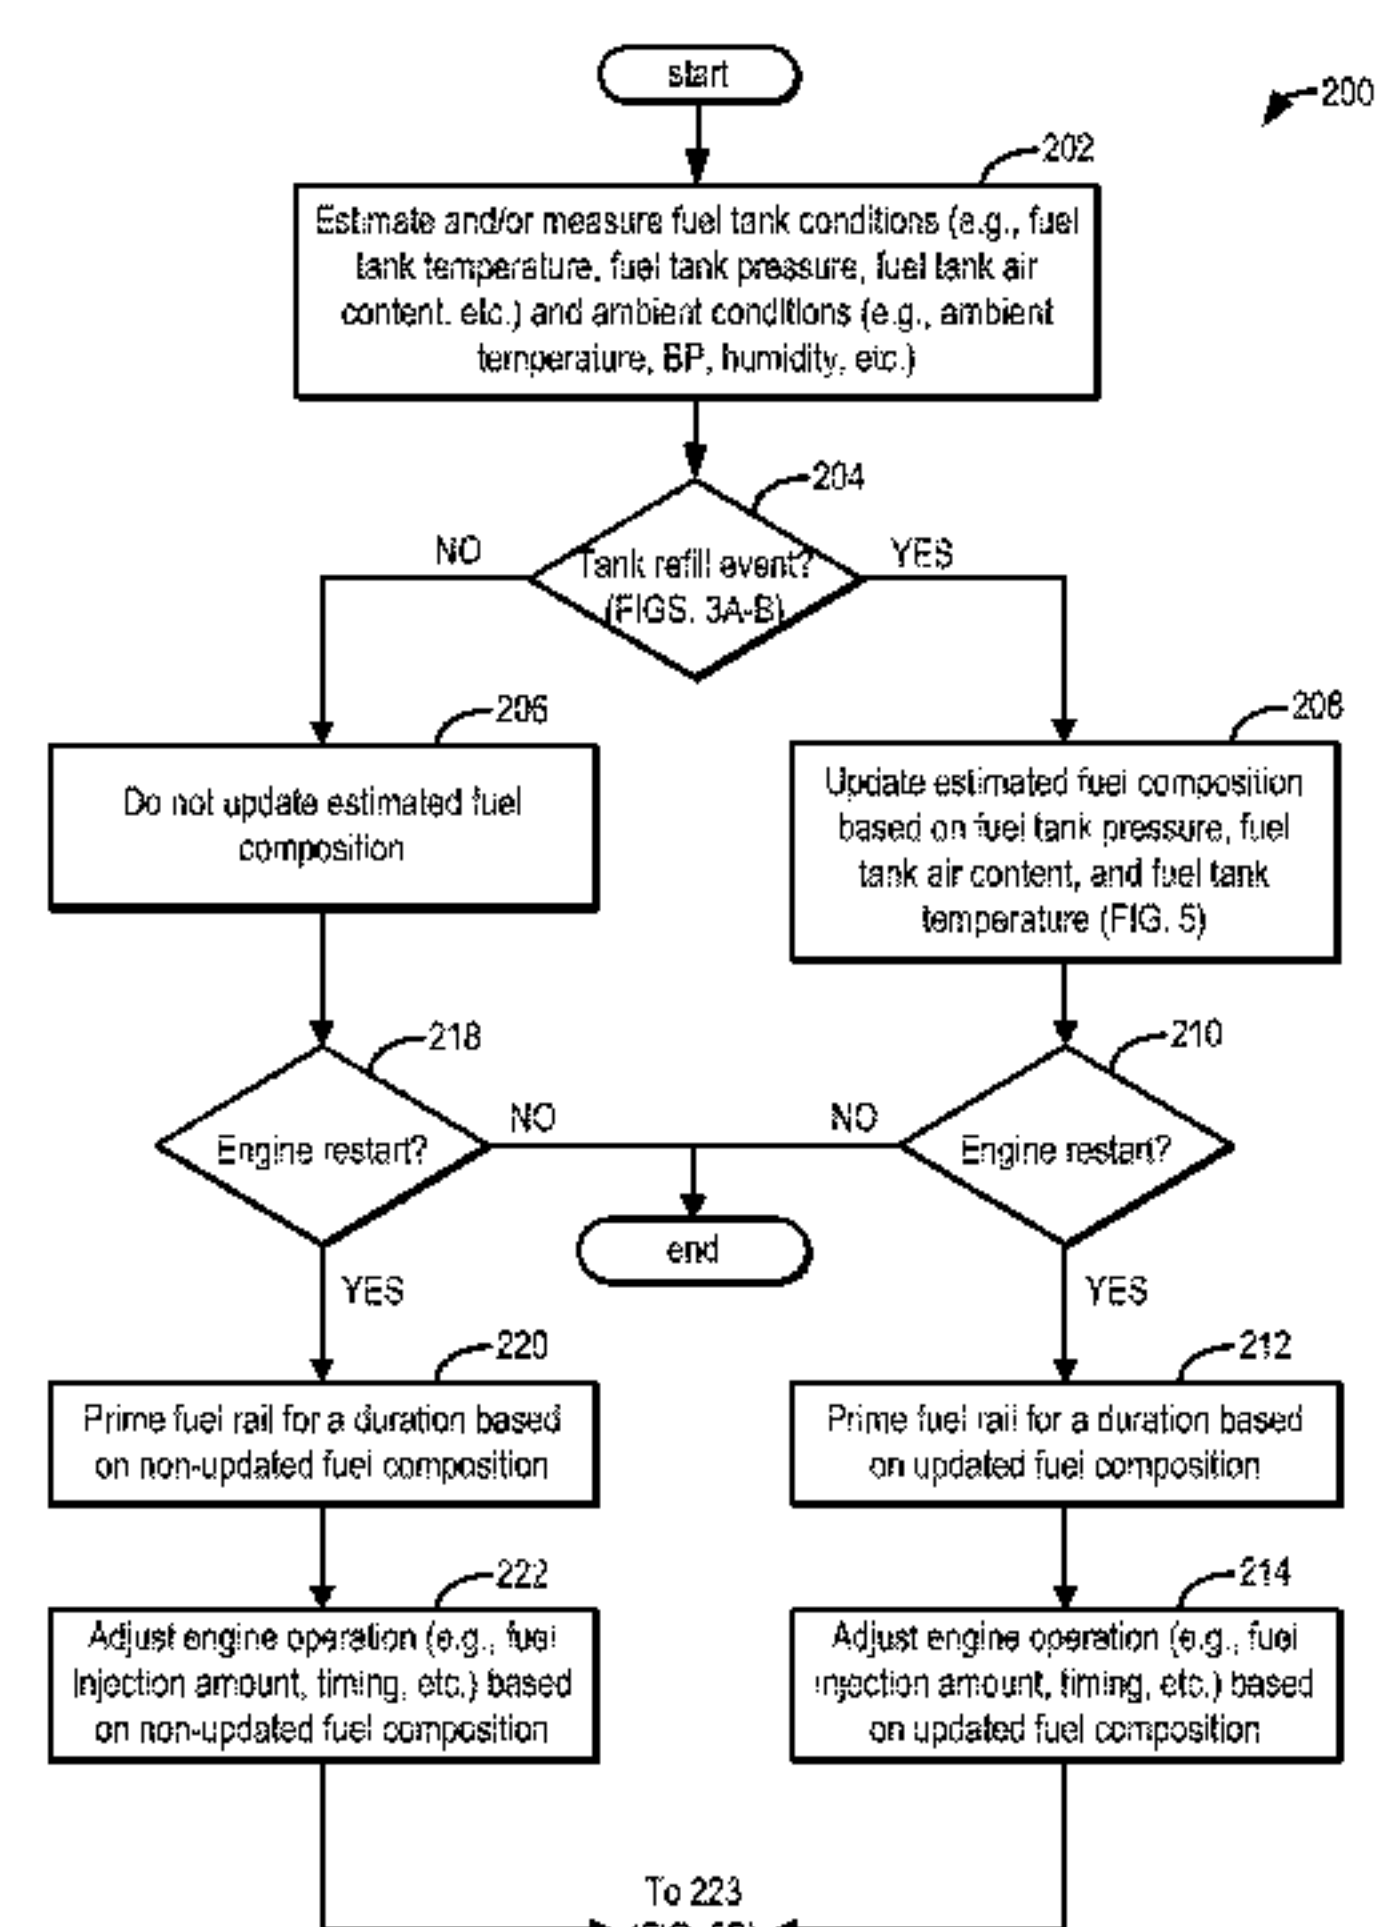 start
200
202
Estimate and/or measure fuel tank conditions (e.g., fuel
tank temperature, fuel tank pressure, fuel tank air
content, etc.) and ambient conditions (e.g., ambient
temperature, BP, humidity, etc.)
204
NO
Tank refill event?
YES
(FIGS. 3A-B)
206
208
Do not update estimated fuel
composition
Update estimated fuel composition
based on fuel tank pressure, fuel
tank air content, and fuel tank
temperature (FIG. 5)
218
210
NO
NO
Engine restart?
Engine restart?
end
YES
YES
220
212
Prime fuel rail for a duration based
on non-updated fuel composition
Prime fuel rail for a duration based
on updated fuel composition
222
214
Adjust engine operation (e.g., fuel
injection amount, timing, etc.) based
on non-updated fuel composition
Adjust engine operation (e.g., fuel
injection amount, timing, etc.) based
on updated fuel composition
To 223